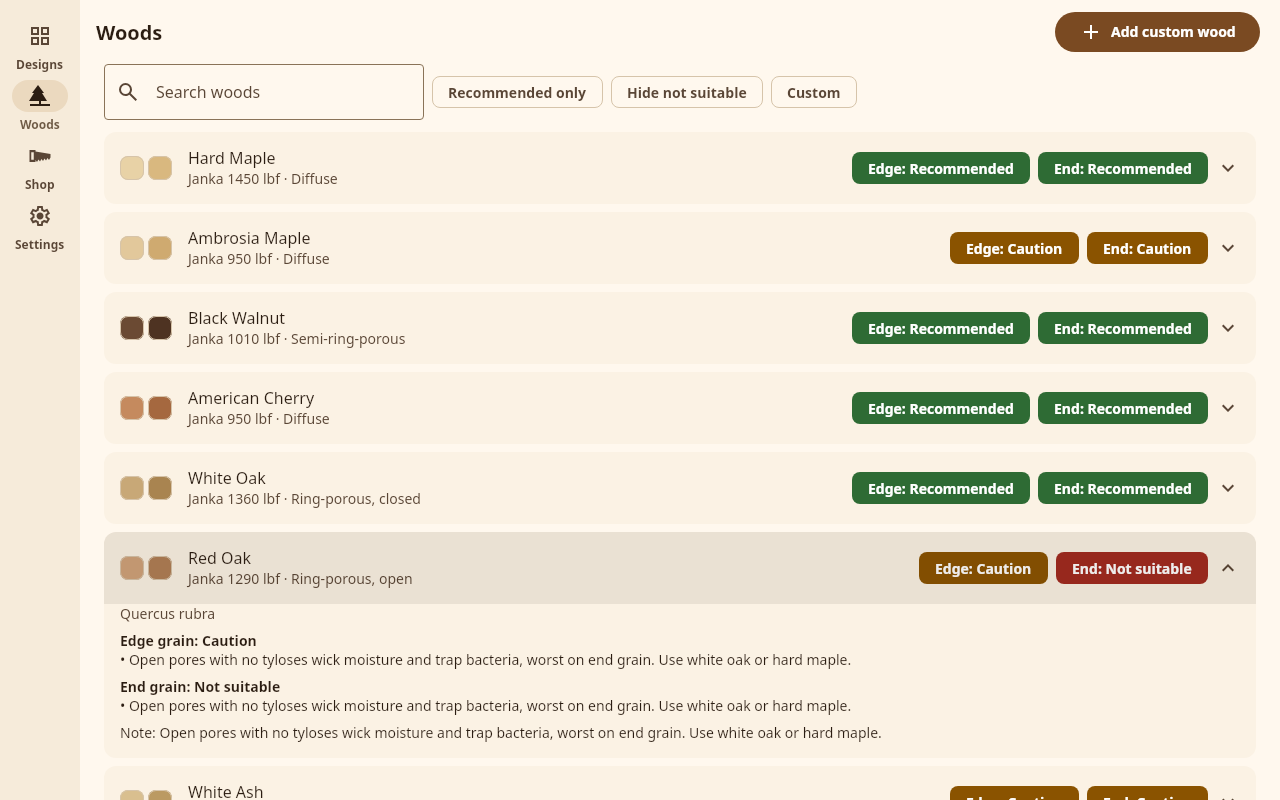 Woods
Add custom wood
Designs
Woods
Shop
Settings
Search woods
Recommended only
Hide not suitable
Custom
Hard Maple
Janka 1450 lbf · Diffuse
Edge: Recommended
End: Recommended
Ambrosia Maple
Janka 950 lbf · Diffuse
Edge: Caution
End: Caution
Black Walnut
Janka 1010 lbf · Semi-ring-porous
Edge: Recommended
End: Recommended
American Cherry
Janka 950 lbf · Diffuse
Edge: Recommended
End: Recommended
White Oak
Janka 1360 lbf · Ring-porous, closed
Edge: Recommended
End: Recommended
Red Oak
Janka 1290 lbf · Ring-porous, open
Edge: Caution
End: Not suitable
Quercus rubra
Edge grain: Caution
• Open pores with no tyloses wick moisture and trap bacteria, worst on end grain. Use white oak or hard maple.
End grain: Not suitable
• Open pores with no tyloses wick moisture and trap bacteria, worst on end grain. Use white oak or hard maple.
Note: Open pores with no tyloses wick moisture and trap bacteria, worst on end grain. Use white oak or hard maple.
White Ash
Edge: Caution
End: Caution